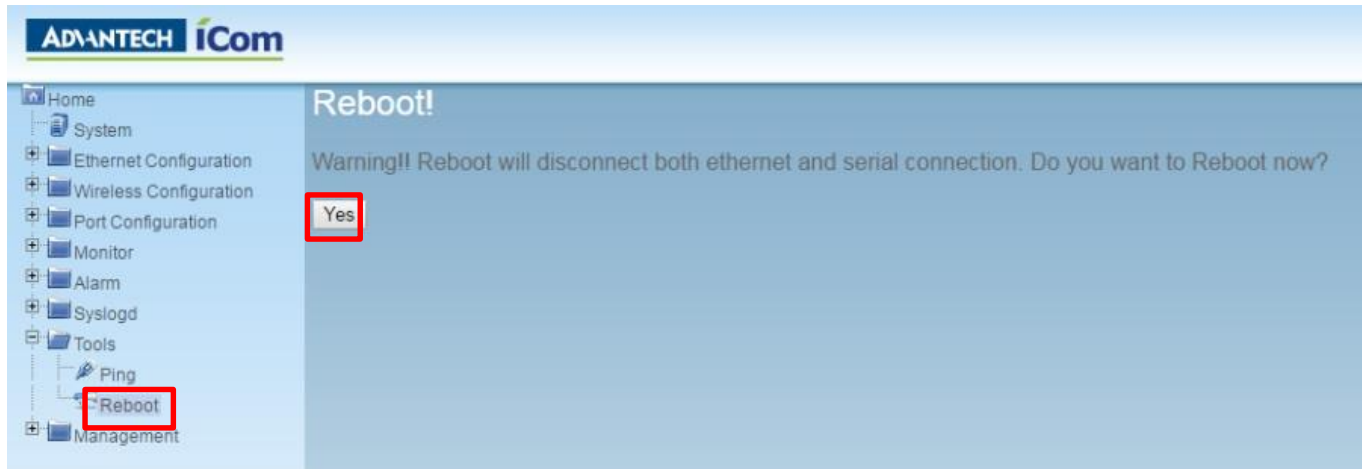 ADVANTECH iCom
Home
System
Ethernet Configuration
Wireless Configuration
Port Configuration
Monitor
Alarm
Syslogd
Tools
Ping
Reboot
Management
Reboot!
Warning!! Reboot will disconnect both ethernet and serial connection. Do you want to Reboot now?
Yes